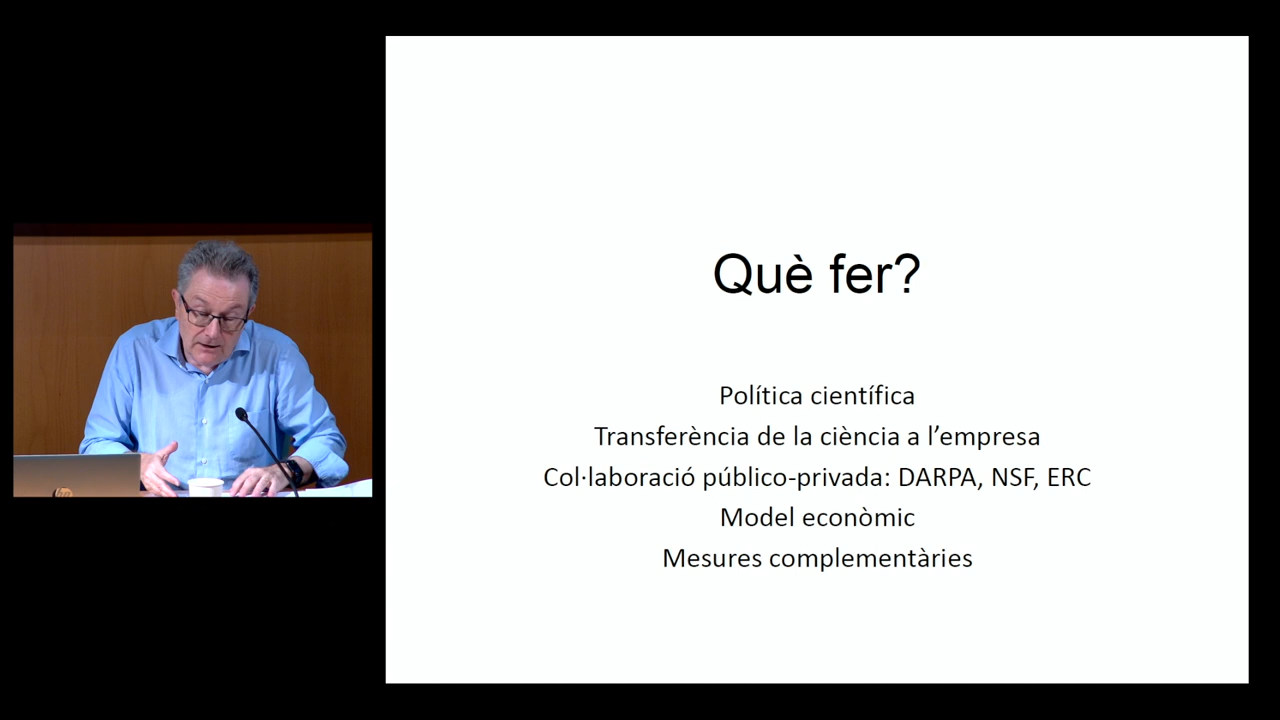 Què fer?
Política científica
Transferència de la ciència a l’empresa
Col·laboració público-privada: DARPA, NSF, ERC
Model econòmic
Mesures complementàries